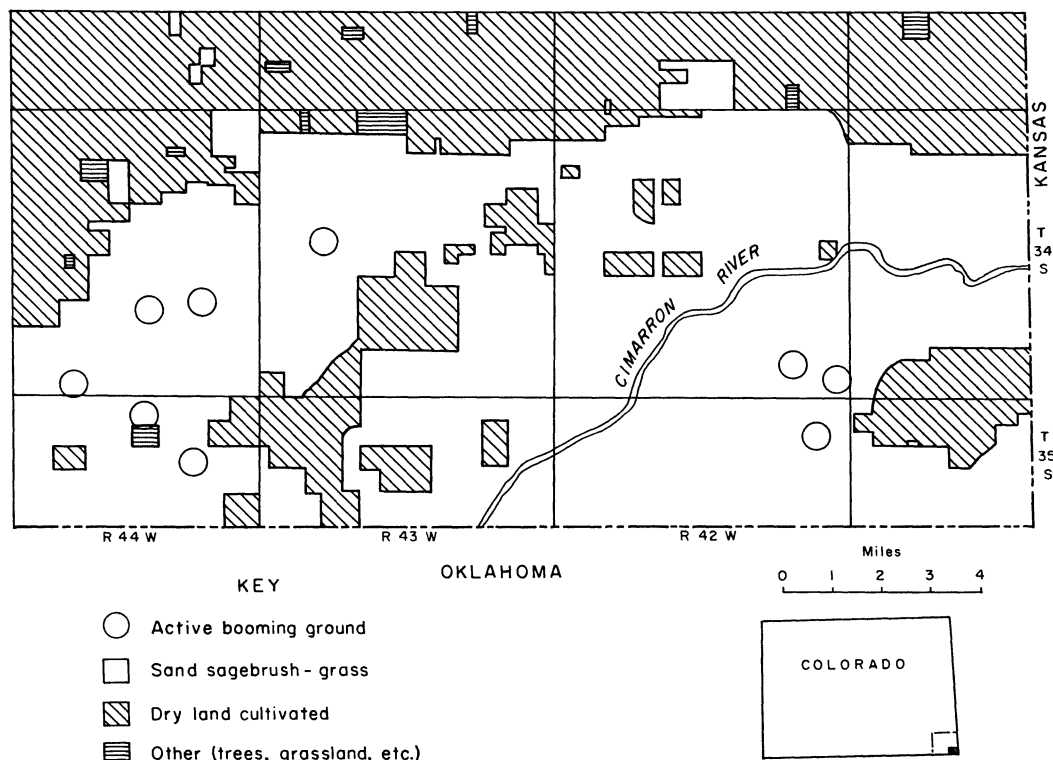 KANSAS
T
34
S
CIMARRON RIVER
T
35
S
R 44 W
R 43 W
R 42 W
OKLAHOMA
Miles
0 1 2 3 4
KEY
Active booming ground
Sand sagebrush - grass
Dry land cultivated
Other (trees, grassland, etc.)
COLORADO